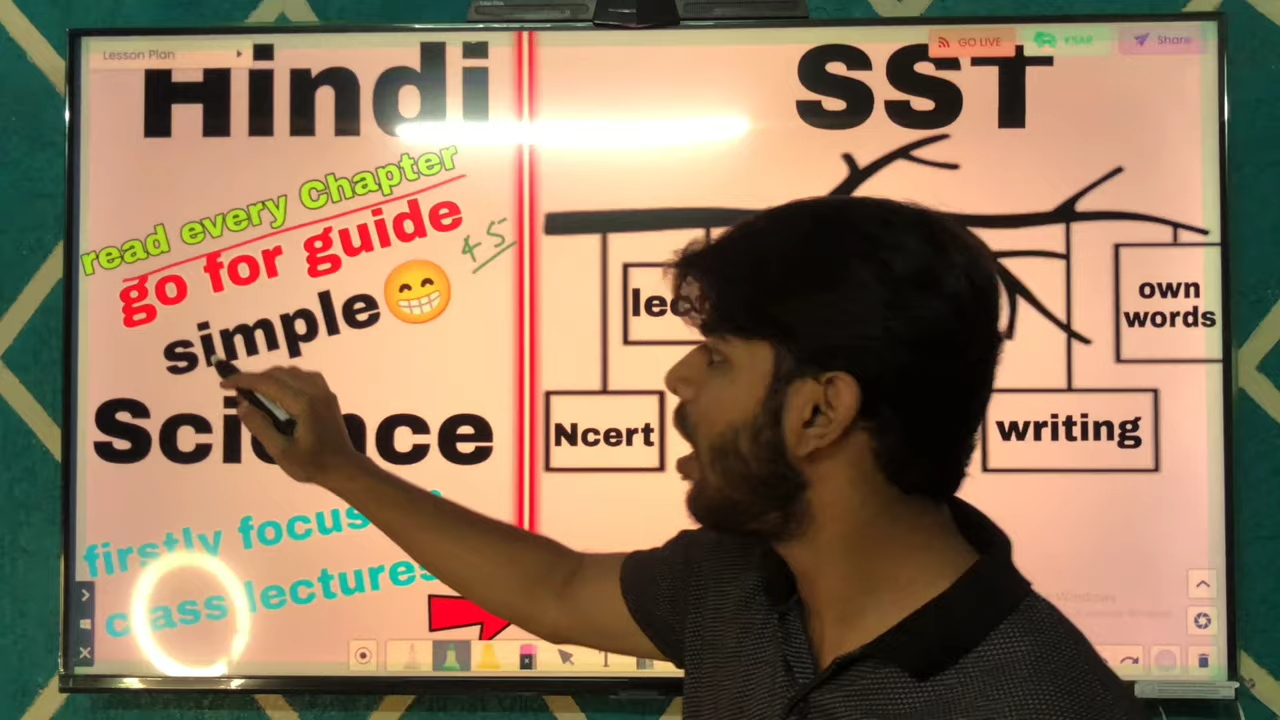 Lesson Plan
GO LIVE
Share
Hindi
SST
read every Chapter
go for guide
45
simple
Science
firstly focus
class lectures
own
words
Ncert
writing